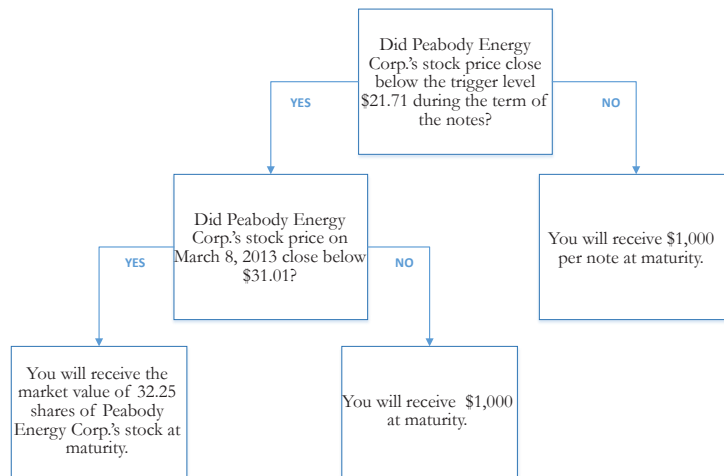 Did Peabody Energy
Corp.'s stock price close
below the trigger level
$21.71 during the term of
the notes?
YES
NO
Did Peabody Energy
Corp.'s stock price on
March 8, 2013 close below
$31.01?
You will receive $1,000
per note at maturity.
YES
NO
You will receive the
market value of 32.25
shares of Peabody
Energy Corp.'s stock at
maturity.
You will receive $1,000
at maturity.